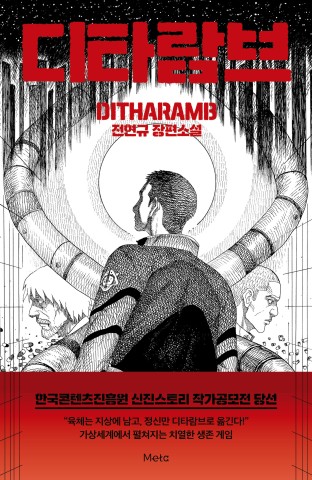 디타람브
DITHARAMB
전연규 장편소설
한국콘텐츠진흥원 신진스토리 작가공모전 당선
“육체는 지상에 남고, 정신만 디타람브로 옮긴다!”
가상세계에서 펼쳐지는 치열한 생존 게임
Meta